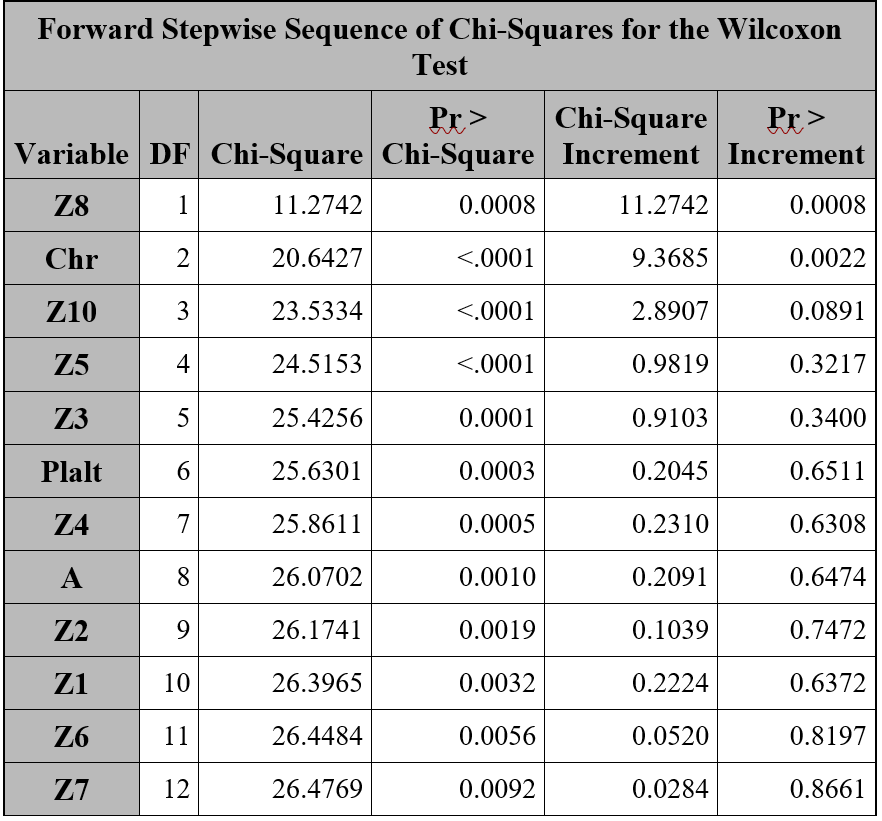 Forward Stepwise Sequence of Chi-Squares for the Wilcoxon
Test
Variable DF Chi-Square Pr > Chi-Square Chi-Square Increment Pr > Increment
Z8 1 11.2742 0.0008 11.2742 0.0008
Chr 2 20.6427 <.0001 9.3685 0.0022
Z10 3 23.5334 <.0001 2.8907 0.0891
Z5 4 24.5153 <.0001 0.9819 0.3217
Z3 5 25.4256 0.0001 0.9103 0.3400
Plalt 6 25.6301 0.0003 0.2045 0.6511
Z4 7 25.8611 0.0005 0.2310 0.6308
A 8 26.0702 0.0010 0.2091 0.6474
Z2 9 26.1741 0.0019 0.1039 0.7472
Z1 10 26.3965 0.0032 0.2224 0.6372
Z6 11 26.4484 0.0056 0.0520 0.8197
Z7 12 26.4769 0.0092 0.0284 0.8661